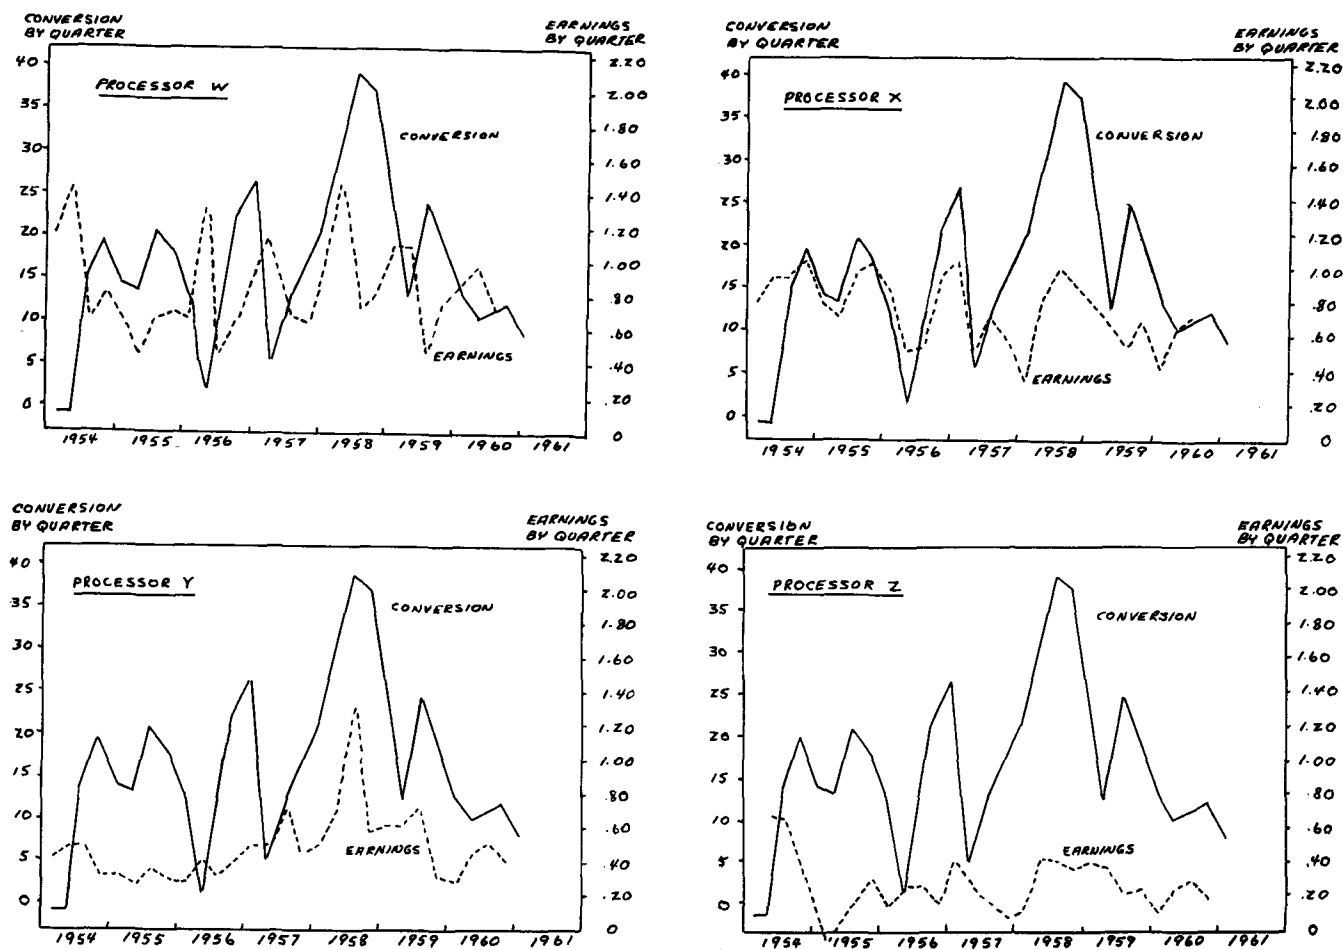 CONVERSION
BY QUARTER
EARNINGS
BY QUARTER
PROCESSOR W
CONVERSION
EARNINGS
40
35
30
25
20
15
10
5
0
2.20
2.00
1.80
1.60
1.40
1.20
1.00
.80
.60
.40
.20
0
1954 1955 1956 1957 1958 1959 1960 1961
CONVERSION
BY QUARTER
EARNINGS
BY QUARTER
PROCESSOR X
CONVERSION
EARNINGS
40
35
30
25
20
15
10
5
0
2.20
2.00
1.80
1.60
1.40
1.20
1.00
.80
.60
.40
.20
0
1954 1955 1956 1957 1958 1959 1960 1961
CONVERSION
BY QUARTER
EARNINGS
BY QUARTER
PROCESSOR Y
CONVERSION
EARNINGS
40
35
30
25
20
15
10
5
0
2.20
2.00
1.80
1.60
1.40
1.20
1.00
.80
.60
.40
.20
0
1954 1955 1956 1957 1958 1959 1960 1961
CONVERSION
BY QUARTER
EARNINGS
BY QUARTER
PROCESSOR Z
CONVERSION
EARNINGS
40
35
30
25
20
15
10
5
0
2.20
2.00
1.80
1.60
1.40
1.20
1.00
.80
.60
.40
.20
0
1954 1955 1956 1957 1958 1959 1960 1961